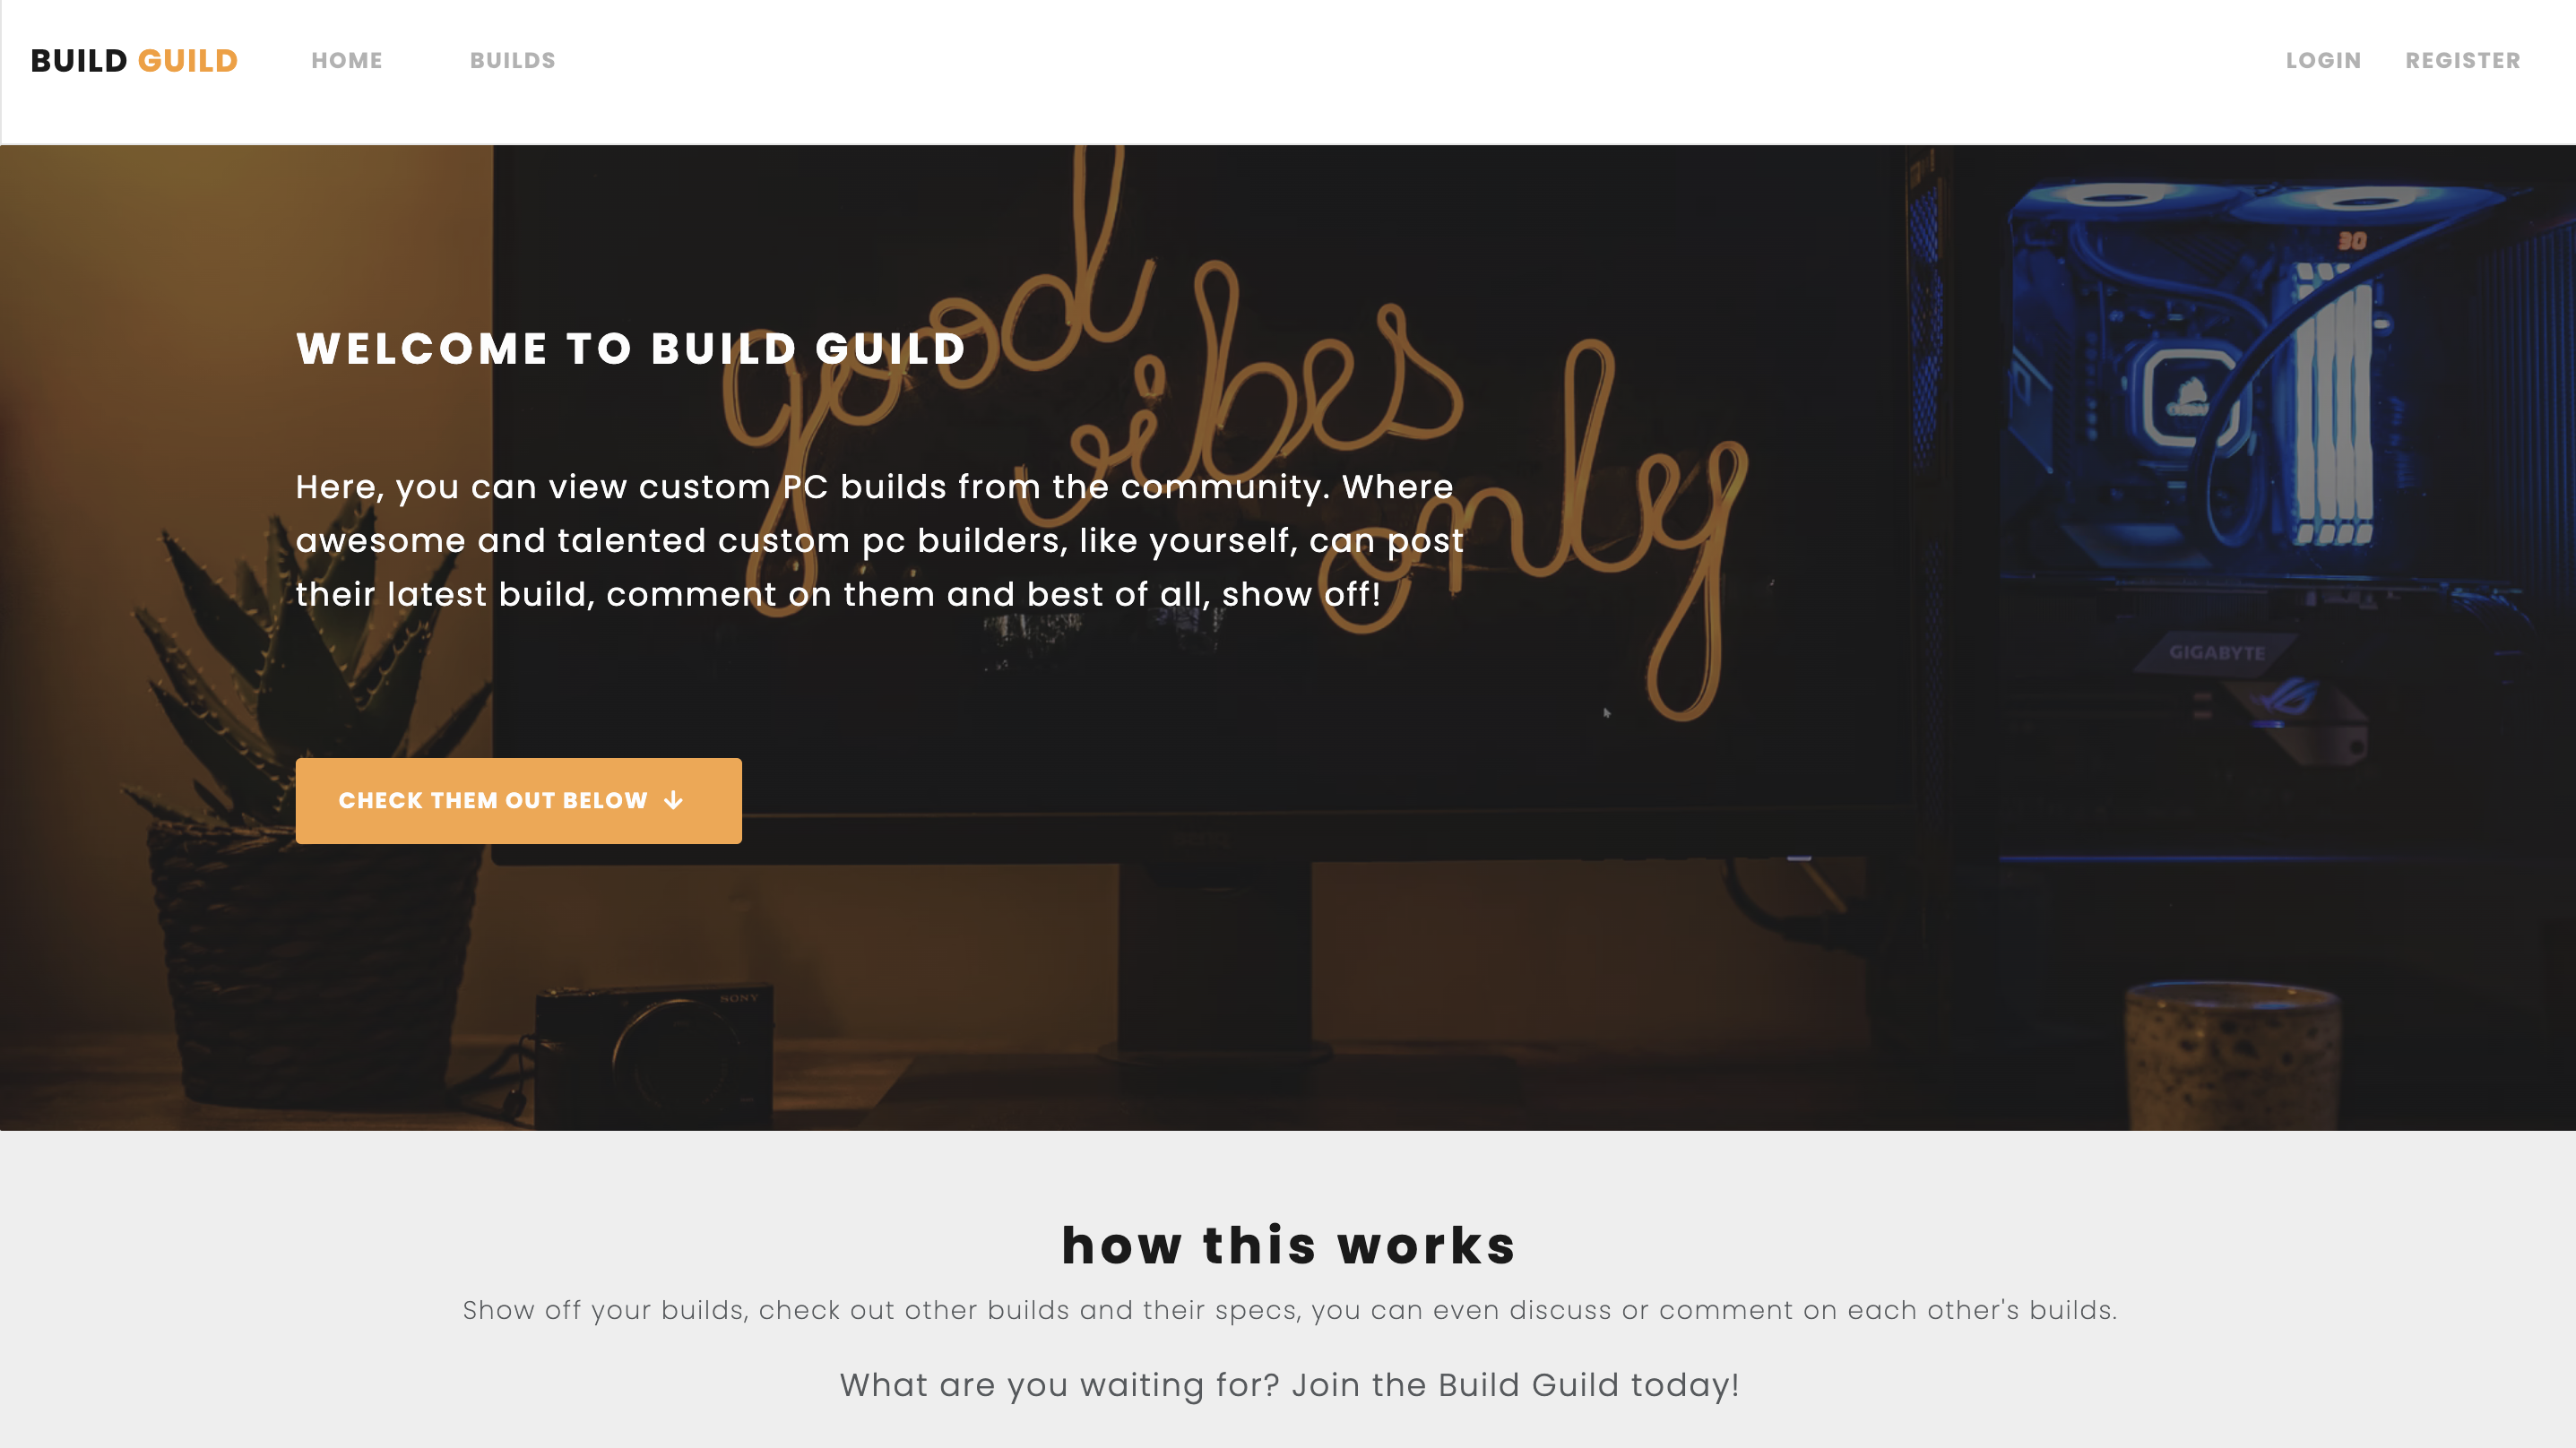 BUILD GUILD
HOME
BUILDS
LOGIN
REGISTER
good
vibes
only
30
WELCOME TO BUILD GUILD
Here, you can view custom PC builds from the community. Where
awesome and talented custom pc builders, like yourself, can post
their latest build, comment on them and best of all, show off!
GIGABYTE
CHECK THEM OUT BELOW ↓
SONY
how this works
Show off your builds, check out other builds and their specs, you can even discuss or comment on each other's builds.
What are you waiting for? Join the Build Guild today!